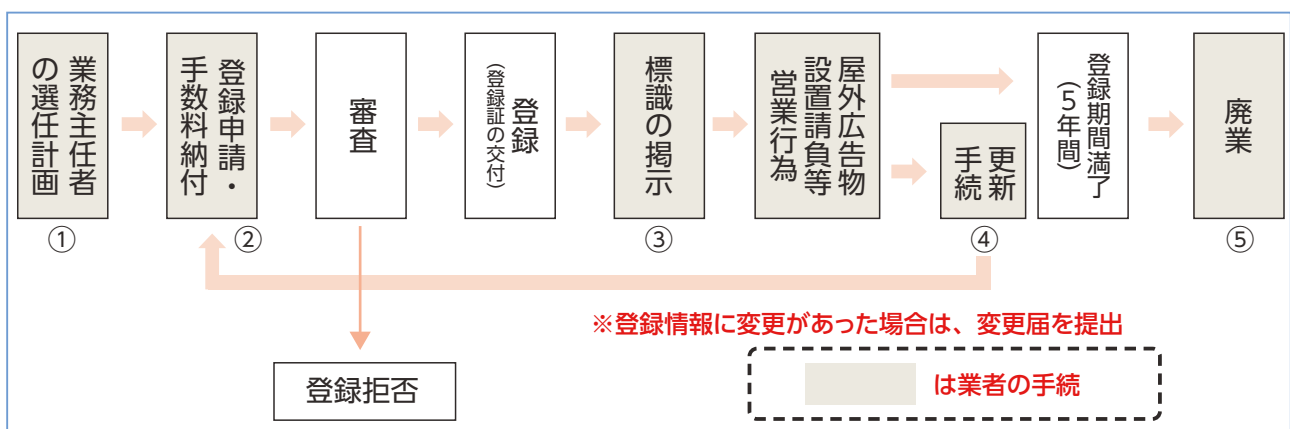 業務主任者
の選任計画
①
登録申請・
手数料納付
②
審査
登録
(登録証の交付)
標識の掲示
③
屋外広告物
設置請負等
営業行為
更新
手続
④
登録期間満了
(5年間)
廃業
⑤
※登録情報に変更があった場合は、変更届を提出
登録拒否
は業者の手続